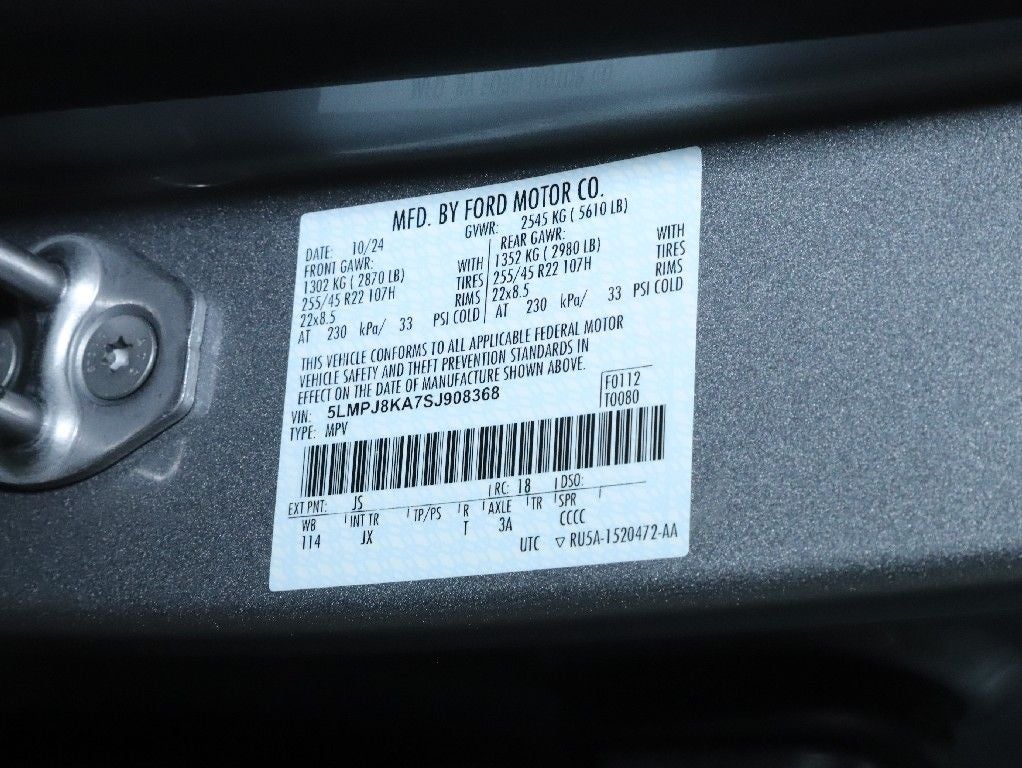 MFD. BY FORD MOTOR CO.
DATE: 10/24 GVWR: 2545 KG ( 5610 LB)
FRONT GAWR: REAR GAWR:
1302 KG ( 2870 LB) WITH 1352 KG ( 2980 LB) WITH
255/45 R22 107H TIRES 255/45 R22 107H TIRES
22x8.5 RIMS 22x8.5 RIMS
AT 230 kPa/ 33 PSI COLD AT 230 kPa/ 33 PSI COLD
THIS VEHICLE CONFORMS TO ALL APPLICABLE FEDERAL MOTOR
VEHICLE SAFETY AND THEFT PREVENTION STANDARDS IN
EFFECT ON THE DATE OF MANUFACTURE SHOWN ABOVE.
VIN: 5LMPJ8KA7SJ908368 F0112
TYPE: MPV T0080
EXT PNT: JS RC: 18 DSO:
WB INT TR TP/PS R AXLE TR SPR
114 JX T 3A CCCC
UTC ▽ RU5A-1520472-AA